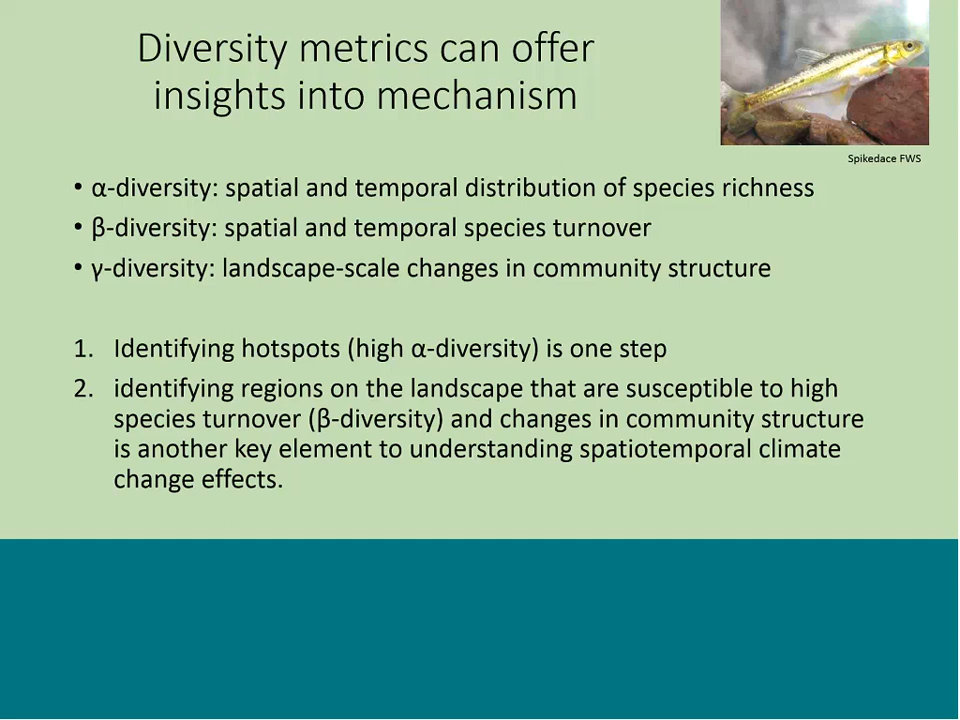 Diversity metrics can offer
insights into mechanism
Spikedace FWS
• α-diversity: spatial and temporal distribution of species richness
• β-diversity: spatial and temporal species turnover
• γ-diversity: landscape-scale changes in community structure
1. Identifying hotspots (high α-diversity) is one step
2. identifying regions on the landscape that are susceptible to high
species turnover (β-diversity) and changes in community structure
is another key element to understanding spatiotemporal climate
change effects.